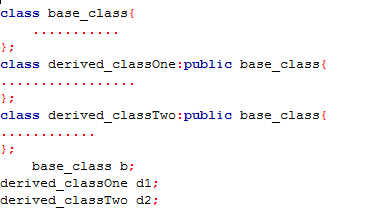 class base_class{
...........
};
class derived_classOne:public base_class{
.................
};
class derived_classTwo:public base_class{
............
};
base_class b;
derived_classOne d1;
derived_classTwo d2;